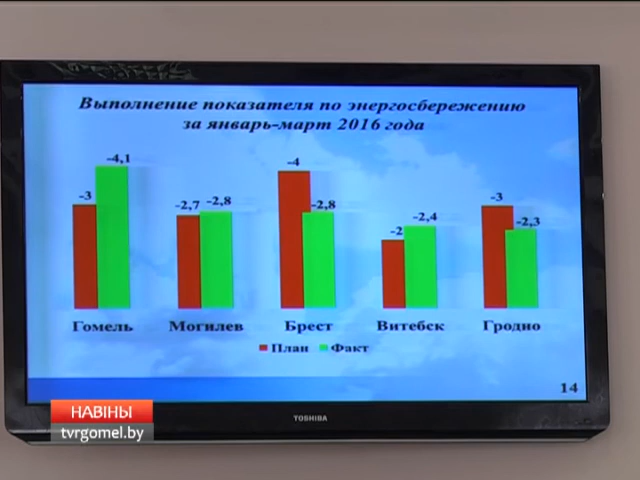 Выполнение показателя по энергосбережению
за январь-март 2016 года
-3 -4,1 -2,7 -2,8 -4 -2,8 -2 -2,4 -3 -2,3
Гомель Могилев Брест Витебск Гродно
План Факт
14
TOSHIBA
НАВІНЫ
tvrgomel.by